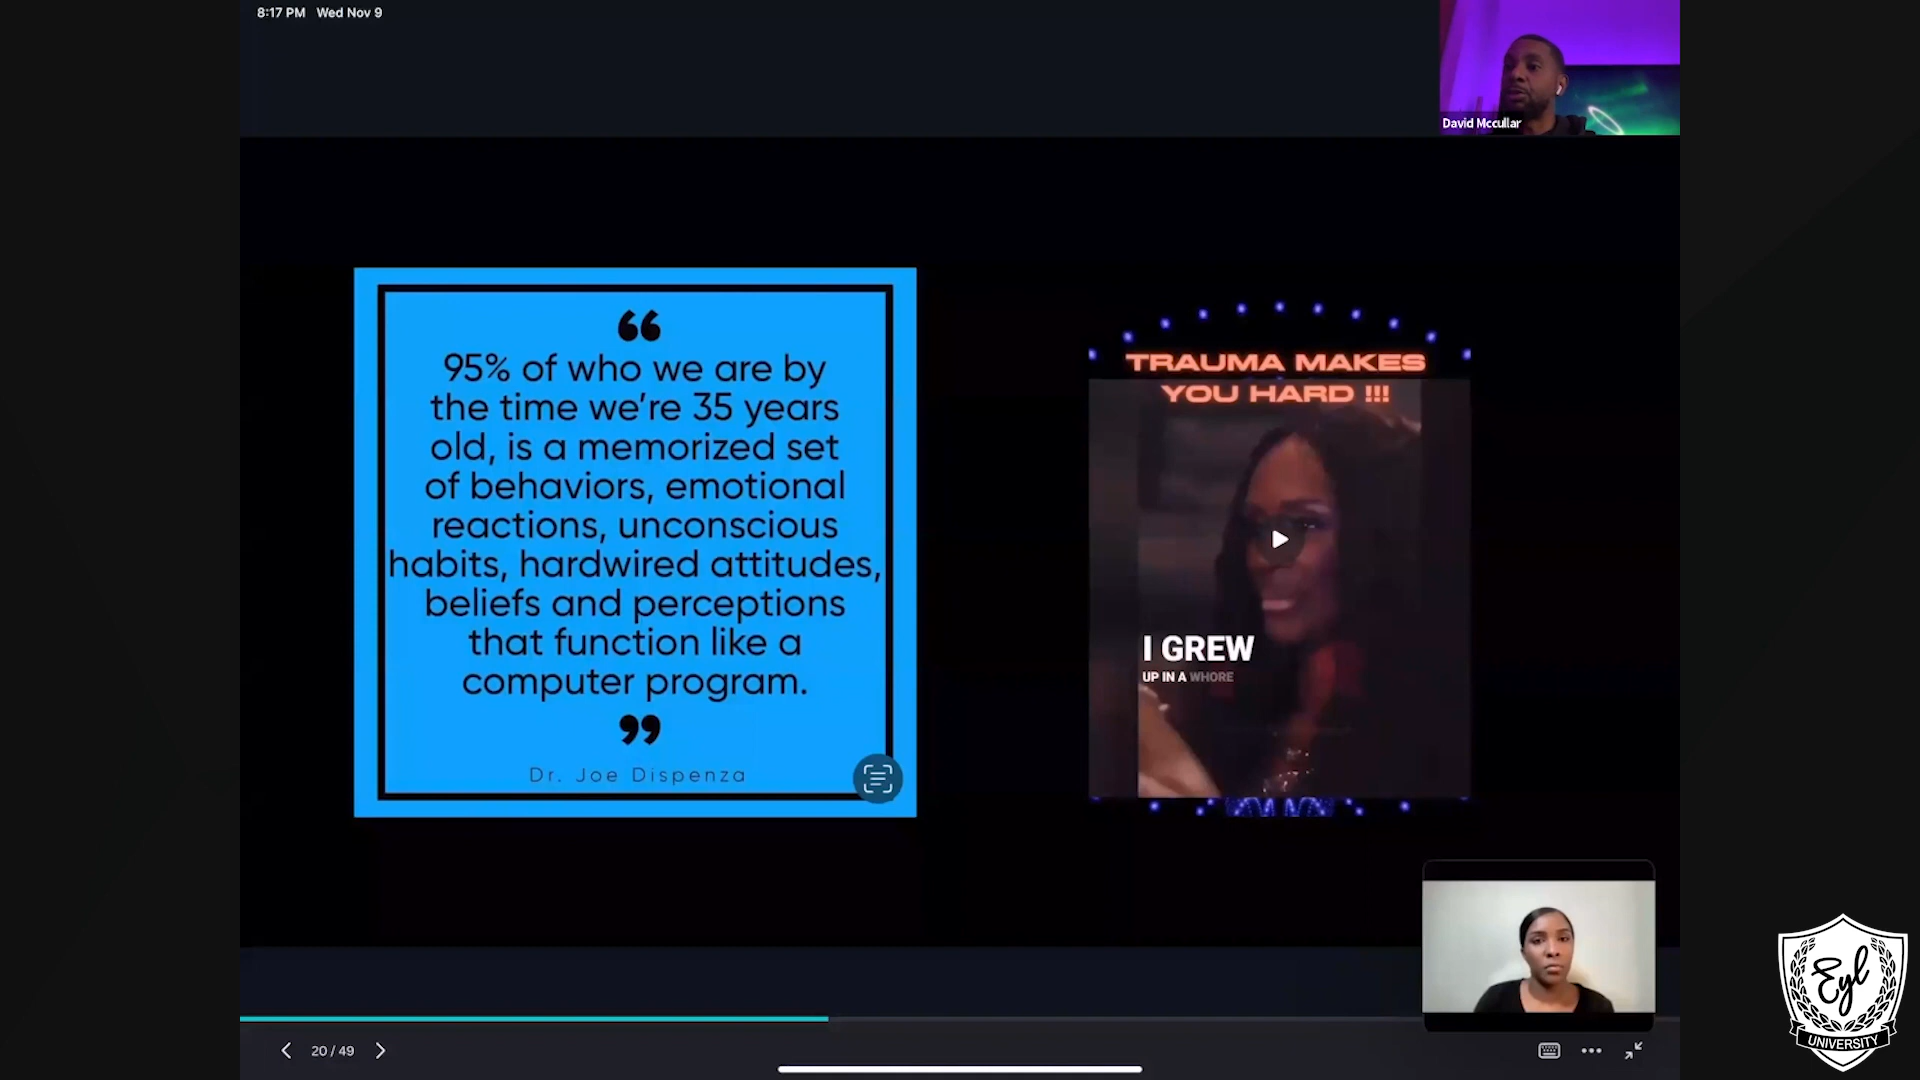 8:17 PM Wed Nov 9
David Mccullar
“
95% of who we are by
the time we’re 35 years
old, is a memorized set
of behaviors, emotional
reactions, unconscious
habits, hardwired attitudes,
beliefs and perceptions
that function like a
computer program.
”
Dr. Joe Dispenza
TRAUMA MAKES
YOU HARD !!!
I GREW
UP IN A WHORE
20 / 49
Eyl
UNIVERSITY